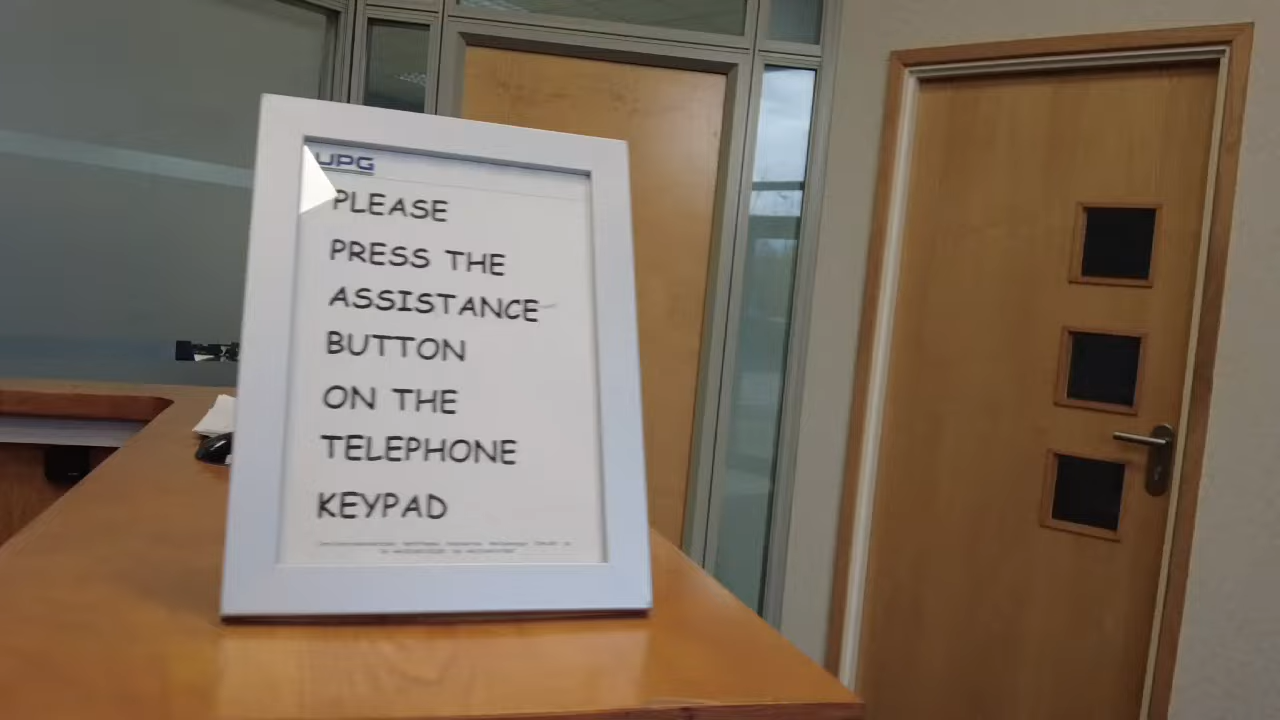 UPG
PLEASE
PRESS THE
ASSISTANCE
BUTTON
ON THE
TELEPHONE
KEYPAD